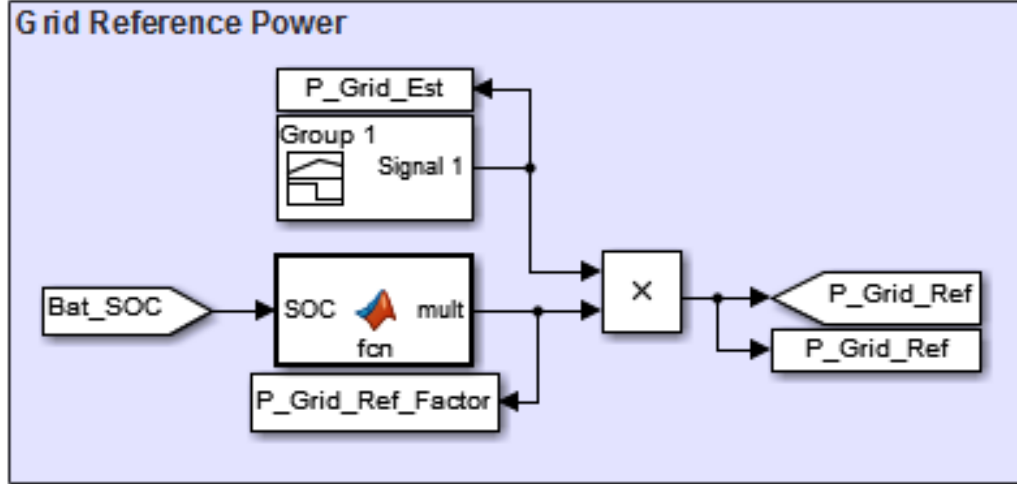 Grid Reference Power
P_Grid_Est
Group 1
Signal 1
Bat_SOC
SOC
mult
fcn
×
P_Grid_Ref
P_Grid_Ref
P_Grid_Ref_Factor